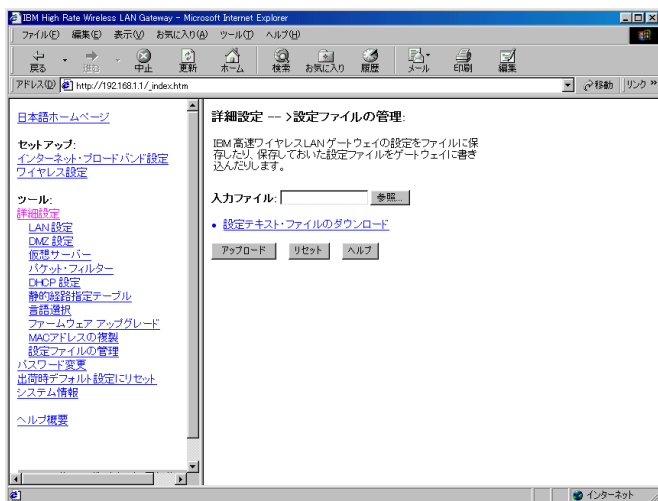 IBM High Rate Wireless LAN Gateway - Microsoft Internet Explorer
ファイル(F) 編集(E) 表示(V) お気に入り(A) ツール(T) ヘルプ(H)
戻る 進む 中止 更新 ホーム 検索 お気に入り 履歴 メール 印刷 編集
アドレス(D) http://192.168.1.1/_index.htm 移動 リンク »
日本語ホームページ
セットアップ:
インターネット・ブロードバンド設定
ワイヤレス設定
ツール:
詳細設定
LAN 設定
DMZ 設定
仮想サーバー
パケット・フィルター
DHCP 設定
静的経路指定テーブル
言語選択
ファームウェア アップグレード
MACアドレスの複製
設定ファイルの管理
パスワード変更
出荷時デフォルト設定にリセット
システム情報
ヘルプ概要
詳細設定 -->設定ファイルの管理:
IBM 高速ワイヤレスLAN ゲートウェイの設定をファイルに保
存したり、保存しておいた設定ファイルをゲートウェイに書き
込んだりします。
入力ファイル: 参照...
• 設定テキスト・ファイルのダウンロード
アップロード リセット ヘルプ
インターネット